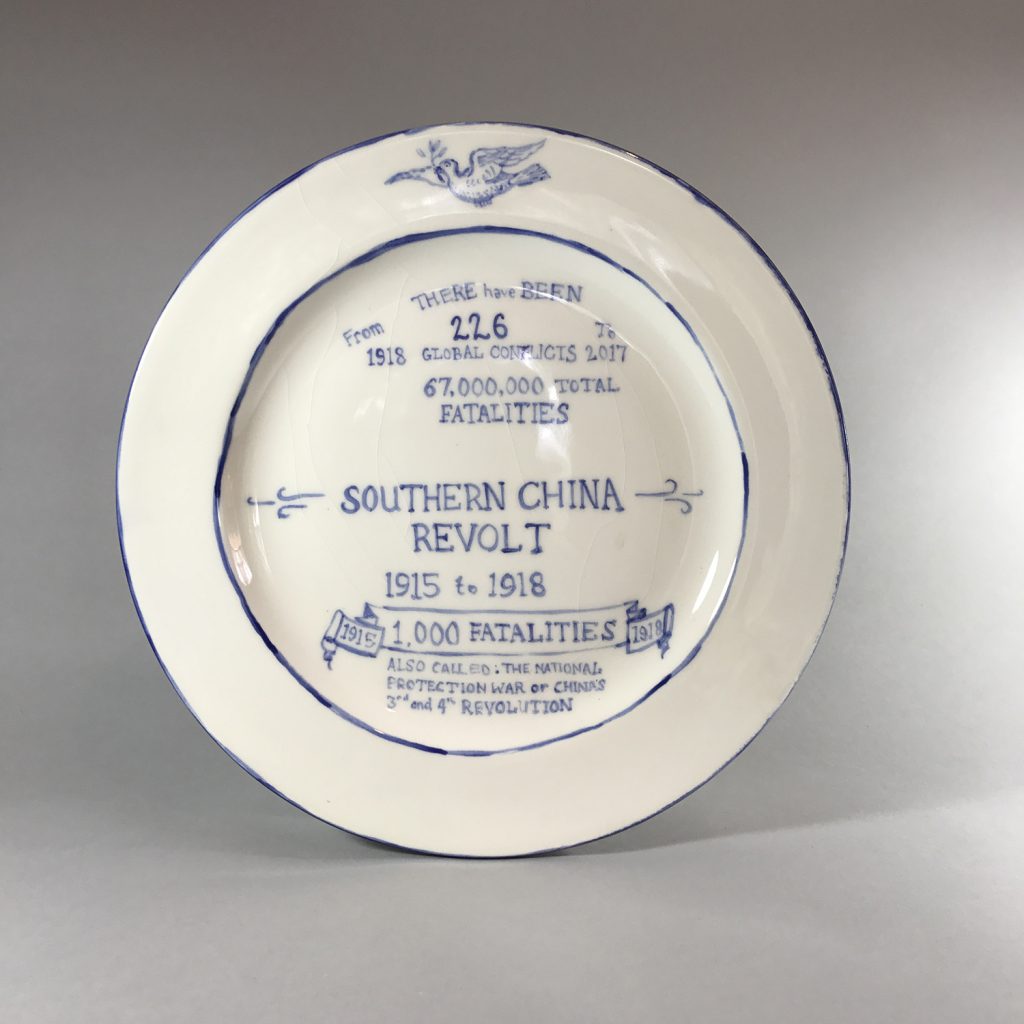 THERE have BEEN
From 226 To
1918 GLOBAL CONFLICTS 2017
67,000,000 TOTAL
FATALITIES
SOUTHERN CHINA
REVOLT
1915 to 1918
1915 1,000 FATALITIES 1918
ALSO CALLED: THE NATIONAL
PROTECTION WAR or CHINA'S
3rd and 4th REVOLUTION